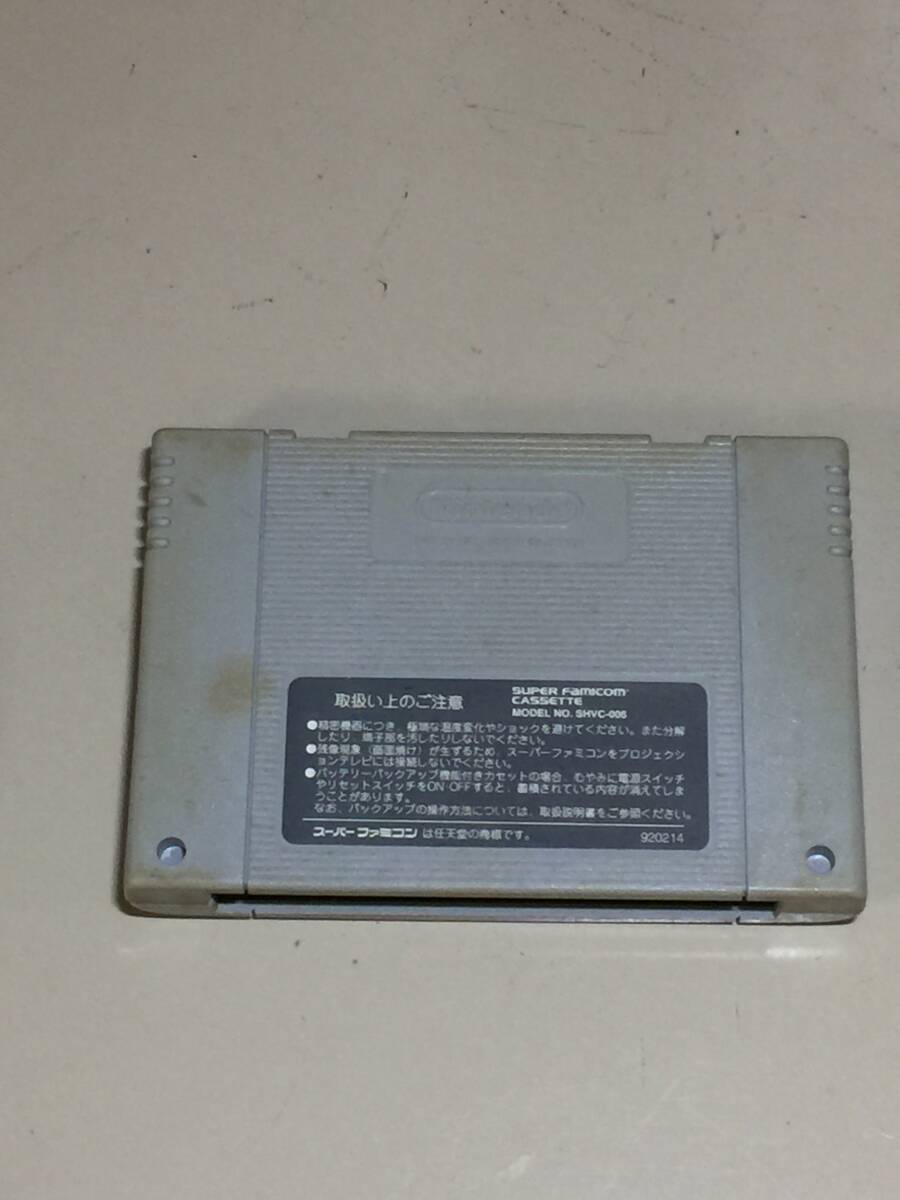 Nintendo
取扱い上のご注意
SUPER Famicom
CASSETTE
MODEL NO. SHVC-006
●精密機器につき、極端な温度変化やショックを避けてください。また分解
したり、端子部を汚したりしないでください。
●残像現象（画面焼け）が生ずるため、スーパーファミコンをプロジェクシ
ョンテレビには接続しないでください。
●バッテリーバックアップ機能付きカセットの場合、むやみに電源スイッチ
やリセットスイッチをON/OFFすると、蓄積されている内容が消えてしま
うことがあります。
なお、バックアップの操作方法については、取扱説明書をご参照ください。
スーパーファミコンは任天堂の商標です。
920214